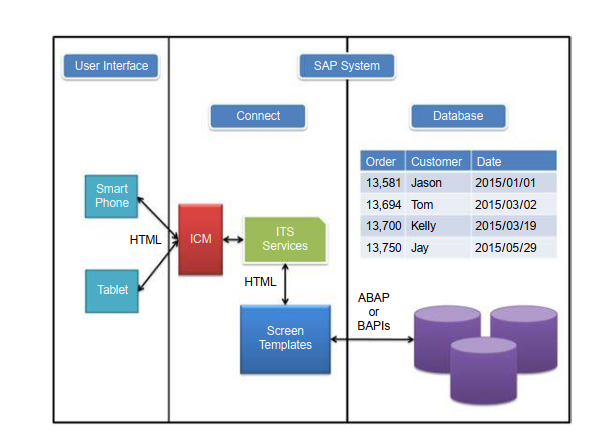 User Interface
SAP System
Connect
Database
Order Customer Date
13,581 Jason 2015/01/01
13,694 Tom 2015/03/02
13,700 Kelly 2015/03/19
13,750 Jay 2015/05/29
Smart
Phone
HTML
ICM
ITS
Services
Tablet
HTML
Screen
Templates
ABAP
or
BAPIs